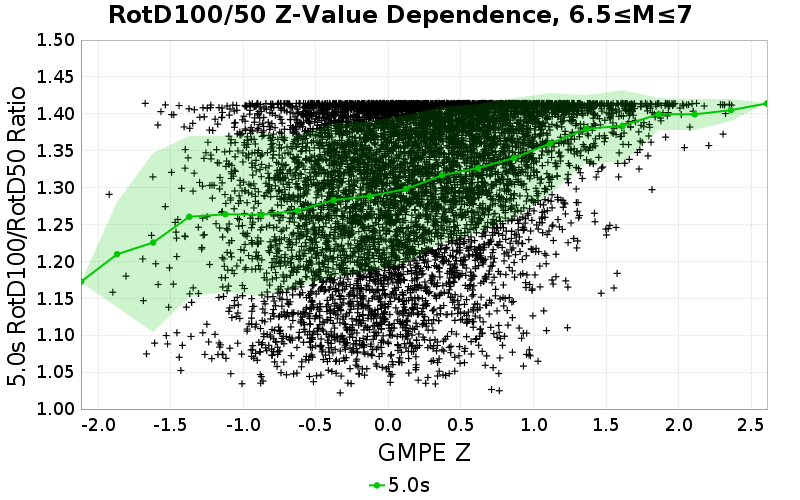 RotD100/50 Z-Value Dependence, 6.5≤M≤7
5.0s RotD100/RotD50 Ratio
1.50
1.45
1.40
1.35
1.30
1.25
1.20
1.15
1.10
1.05
1.00
-2.0 -1.5 -1.0 -0.5 0.0 0.5 1.0 1.5 2.0 2.5
GMPE Z
5.0s